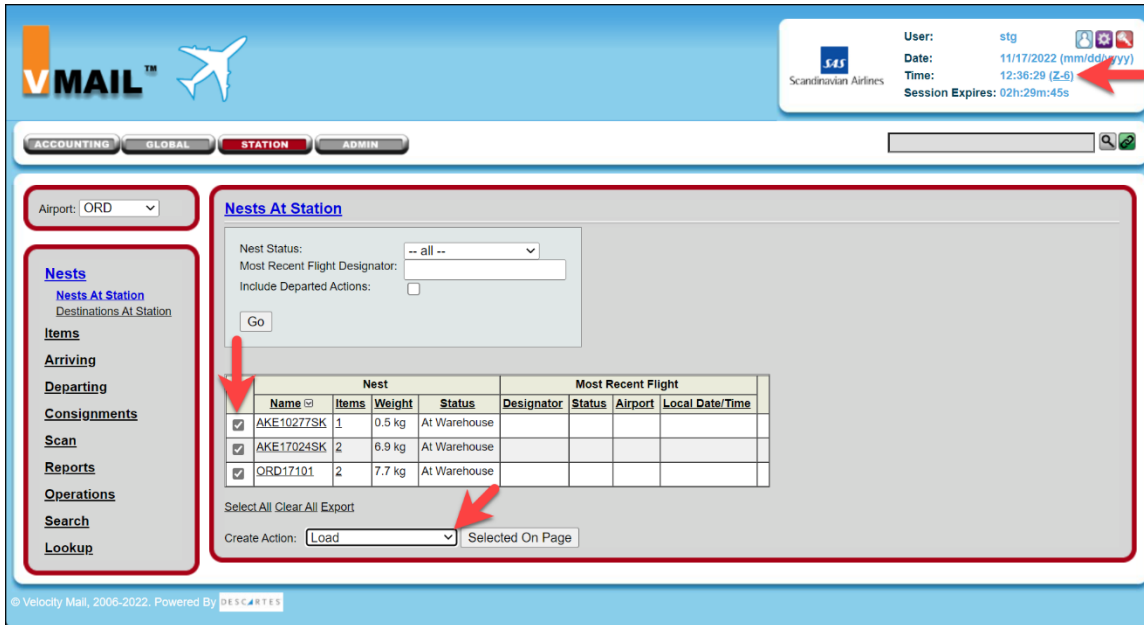 VMAIL™
SAS
Scandinavian Airlines
User: stg
Date: 11/17/2022 (mm/dd/yyyy)
Time: 12:36:29 (Z-6)
Session Expires: 02h:29m:45s
ACCOUNTING GLOBAL STATION ADMIN
Airport: ORD
Nests
Nests At Station
Destinations At Station
Items
Arriving
Departing
Consignments
Scan
Reports
Operations
Search
Lookup
Nests At Station
Nest Status: -- all --
Most Recent Flight Designator:
Include Departed Actions:
Go
Nest Most Recent Flight
Name Items Weight Status Designator Status Airport Local Date/Time
AKE10277SK 1 0.5 kg At Warehouse
AKE17024SK 2 6.9 kg At Warehouse
ORD17101 2 7.7 kg At Warehouse
Select All Clear All Export
Create Action: Load Selected On Page
© Velocity Mail, 2006-2022. Powered By DESCARTES